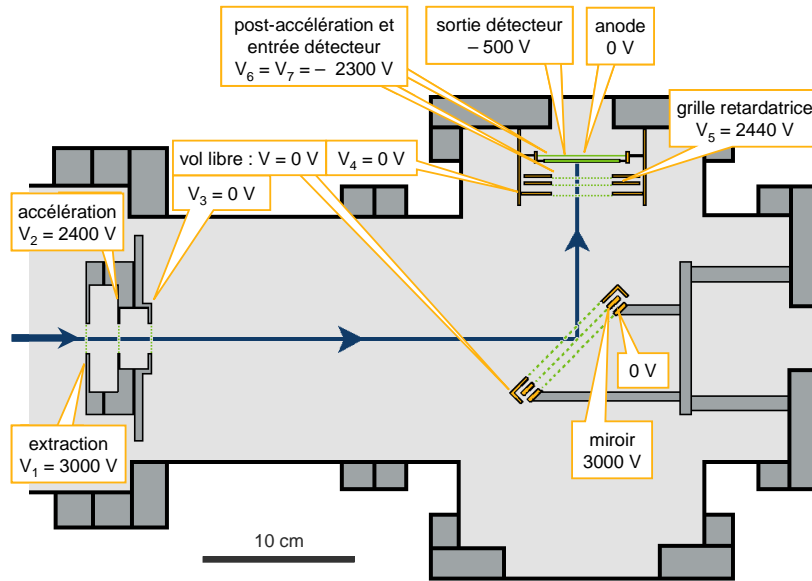 post-accélération et
entrée détecteur
V₆ = V₇ = – 2300 V
sortie détecteur
– 500 V
anode
0 V
grille retardatrice
V₅ = 2440 V
vol libre : V = 0 V
V₄ = 0 V
V₃ = 0 V
accélération
V₂ = 2400 V
extraction
V₁ = 3000 V
0 V
miroir
3000 V
10 cm